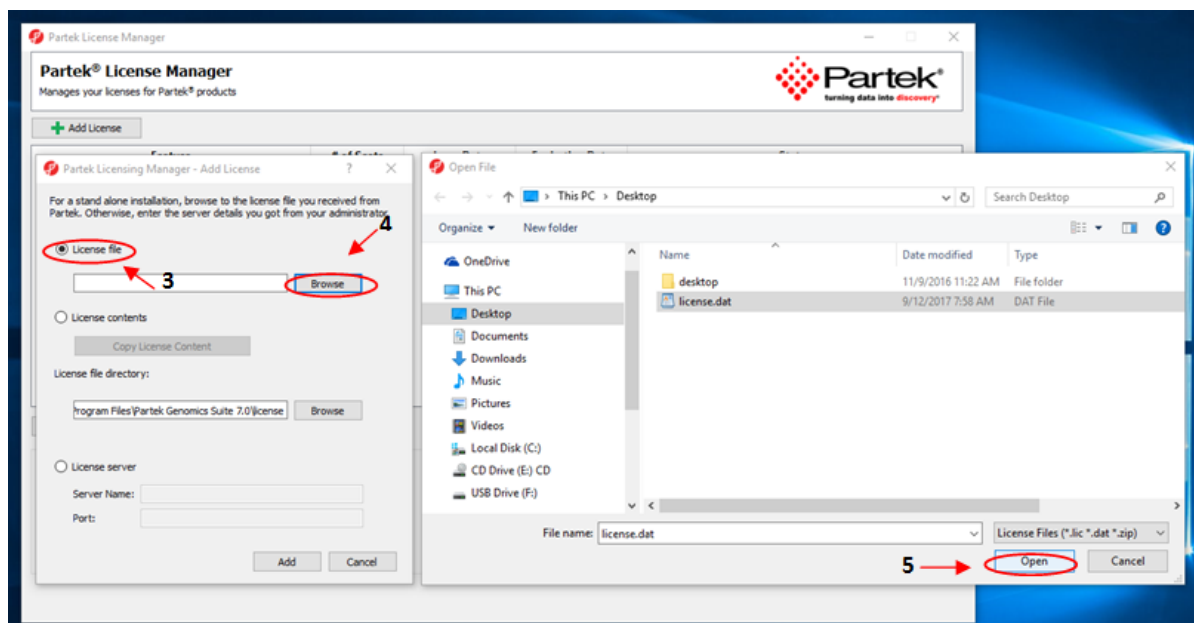 Partek License Manager
Partek® License Manager
Manages your licenses for Partek® products
Partek®
turning data into discovery®
Add License
Partek Licensing Manager - Add License
?
For a stand alone installation, browse to the license file you received from
Partek. Otherwise, enter the server details you got from your administrator.
4
License file
3
Browse
License contents
Copy License Content
License file directory:
Program Files\Partek Genomics Suite 7.0\license
Browse
License server
Server Name:
Port:
Add
Cancel
Open File
This PC > Desktop
Search Desktop
Organize
New folder
?
Name
Date modified
Type
OneDrive
This PC
Desktop
Documents
Downloads
Music
Pictures
Videos
Local Disk (C:)
CD Drive (E:) CD
USB Drive (F:)
desktop
11/9/2016 11:22 AM
File folder
license.dat
9/12/2017 7:58 AM
DAT File
File name:
license.dat
License Files (*.lic *.dat *.zip)
5
Open
Cancel